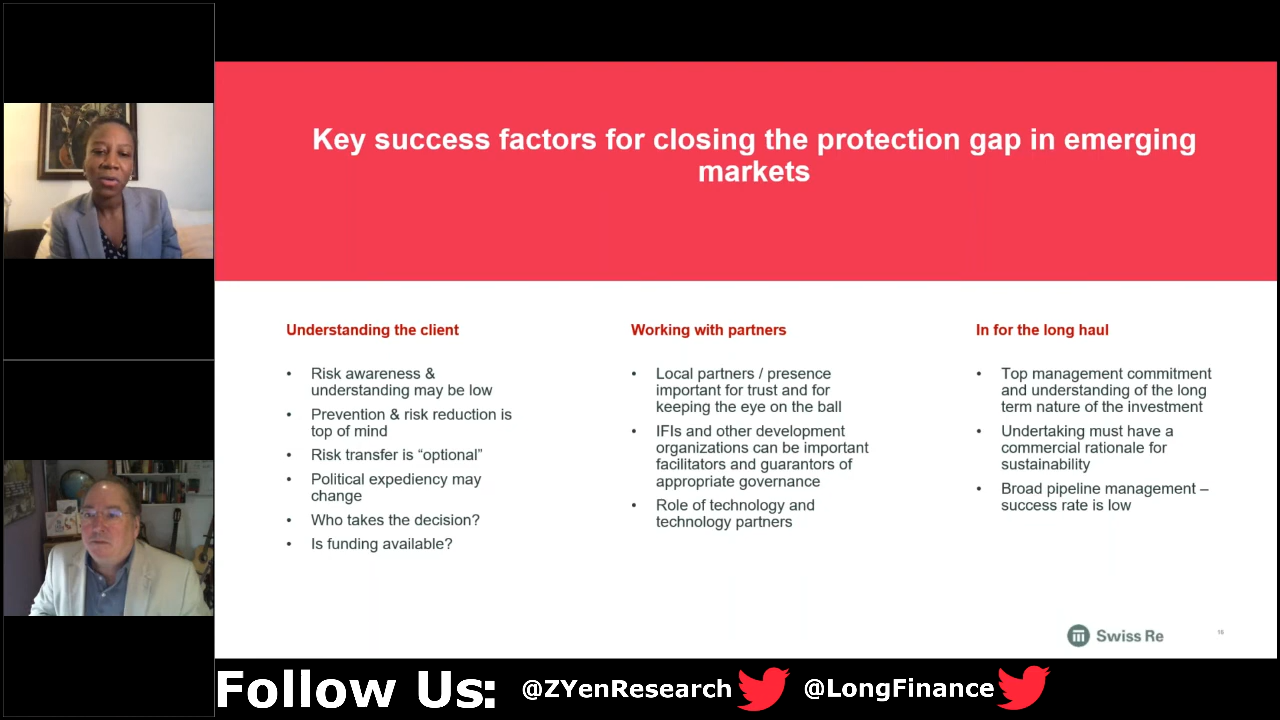 Key success factors for closing the protection gap in emerging
markets
Understanding the client
• Risk awareness &
understanding may be low
• Prevention & risk reduction is
top of mind
• Risk transfer is “optional”
• Political expediency may
change
• Who takes the decision?
• Is funding available?
Working with partners
• Local partners / presence
important for trust and for
keeping the eye on the ball
• IFIs and other development
organizations can be important
facilitators and guarantors of
appropriate governance
• Role of technology and
technology partners
In for the long haul
• Top management commitment
and understanding of the long
term nature of the investment
• Undertaking must have a
commercial rationale for
sustainability
• Broad pipeline management –
success rate is low
Swiss Re
16
Follow Us: @ZYenResearch @LongFinance